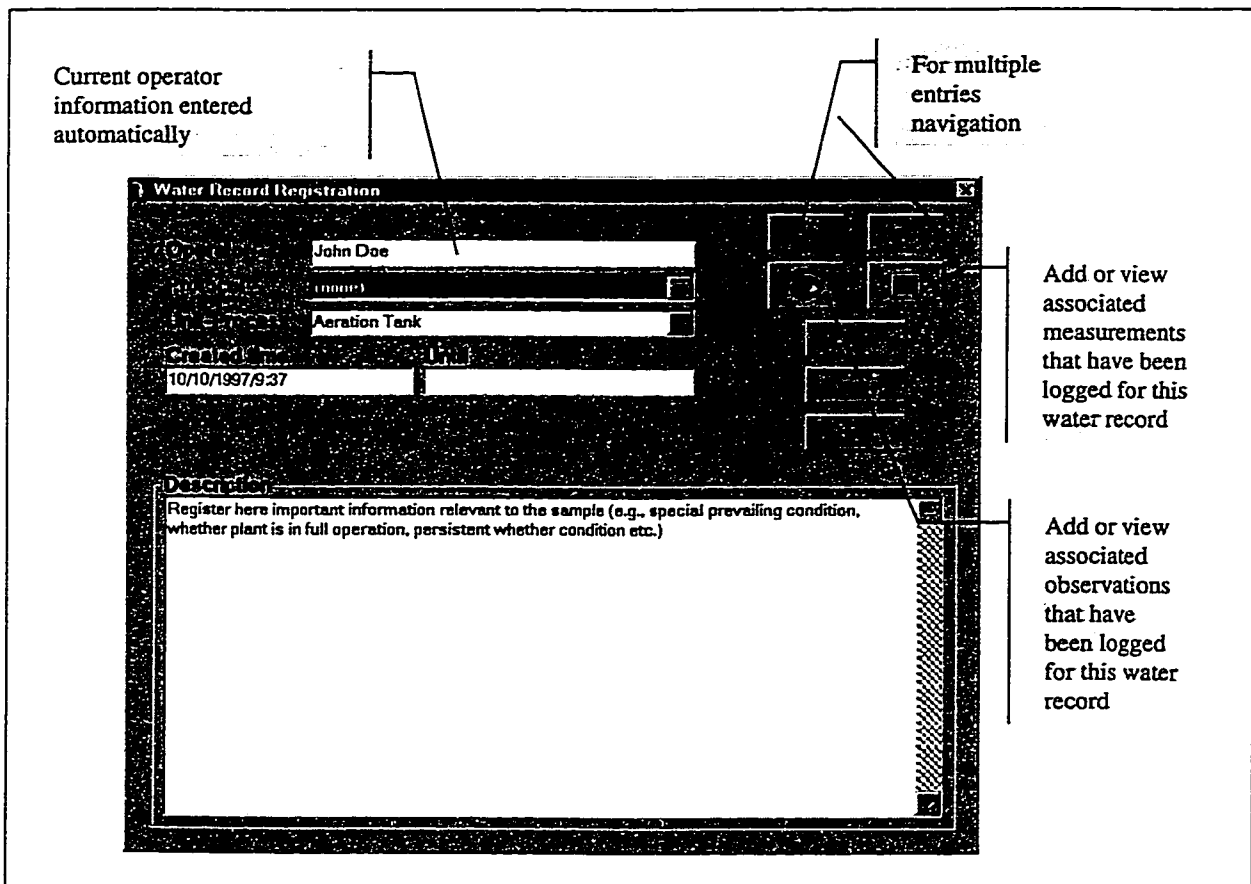 Current operator
information entered
automatically
For multiple
entries
navigation
Water Record Registration
John Doe
(none)
Aeration Tank
Created Until
10/10/1997/9:37
Add or view
associated
measurements
that have been
logged for this
water record
Description
Register here important information relevant to the sample (e.g., special prevailing condition,
whether plant is in full operation, persistent whether condition etc.)
Add or view
associated
observations
that have
been logged
for this water
record